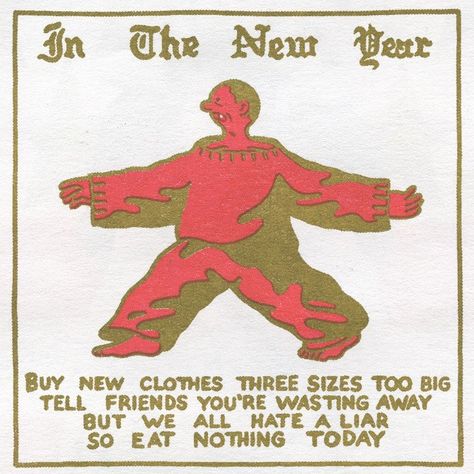 In The New Year
BUY NEW CLOTHES THREE SIZES TOO BIG
TELL FRIENDS YOU'RE WASTING AWAY
BUT WE ALL HATE A LIAR
SO EAT NOTHING TODAY